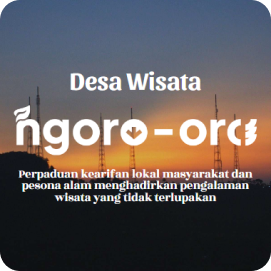 Desa Wisata
ngoro-oro
Perpaduan kearifan lokal masyarakat dan
pesona alam menghadirkan pengalaman
wisata yang tidak terlupakan